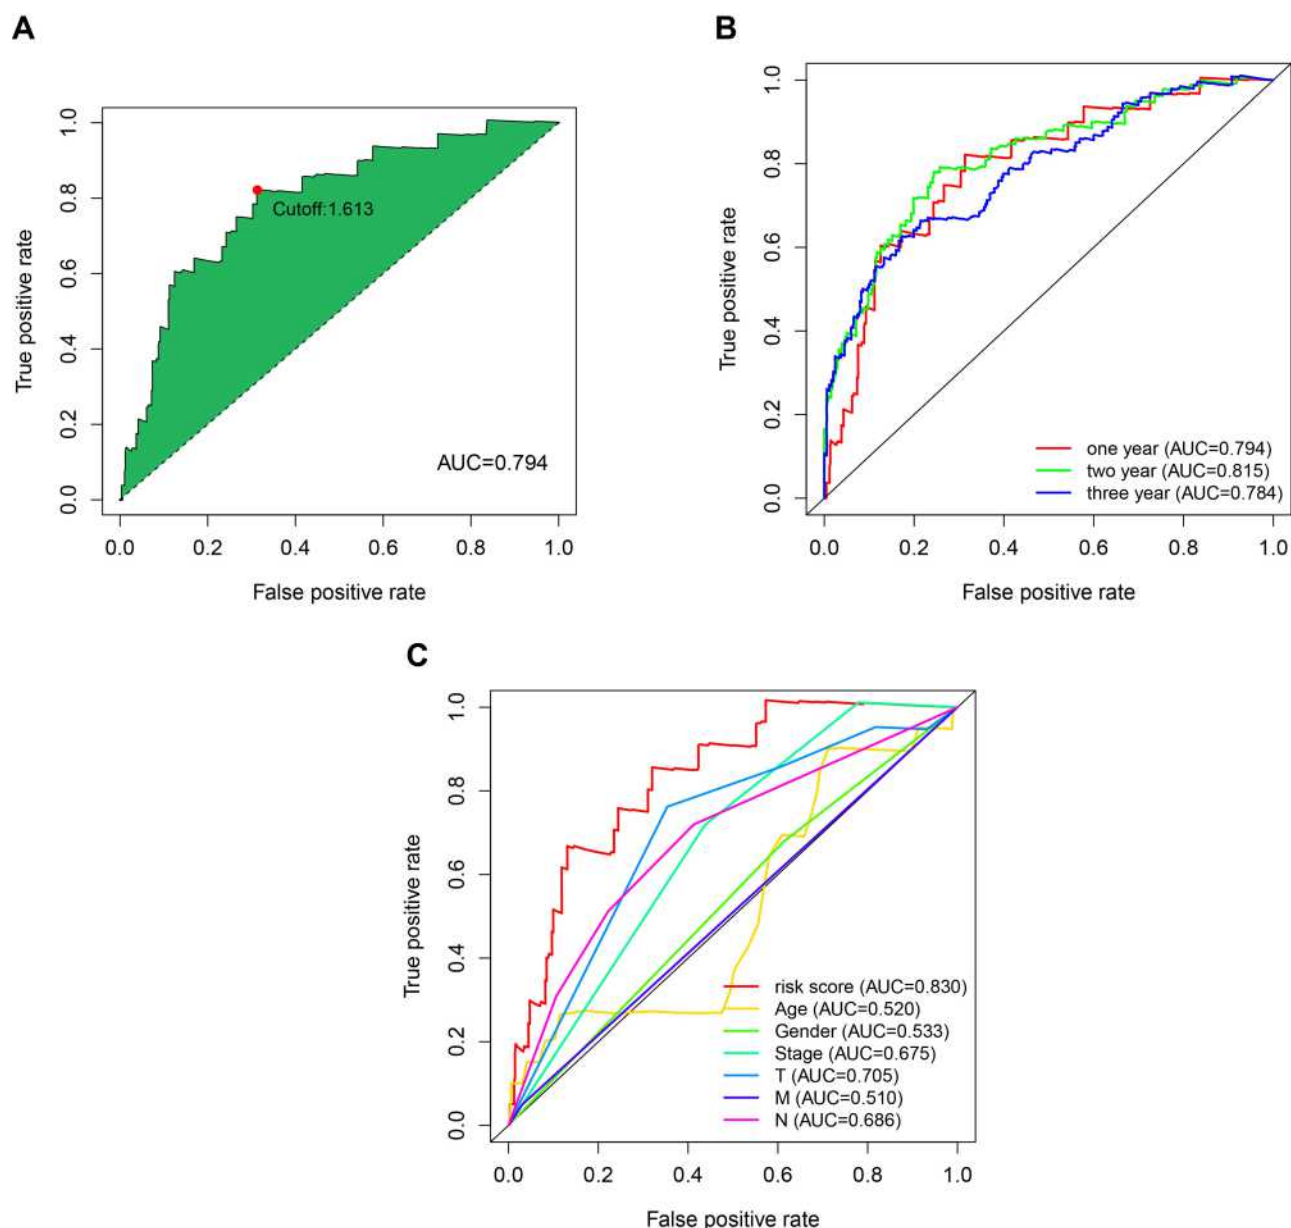 A
True positive rate
1.0
0.8
0.6
0.4
0.2
0.0
Cutoff:1.613
AUC=0.794
0.0 0.2 0.4 0.6 0.8 1.0
False positive rate
B
True positive rate
1.0
0.8
0.6
0.4
0.2
0.0
one year (AUC=0.794)
two year (AUC=0.815)
three year (AUC=0.784)
0.0 0.2 0.4 0.6 0.8 1.0
False positive rate
C
True positive rate
1.0
0.8
0.6
0.4
0.2
0.0
risk score (AUC=0.830)
Age (AUC=0.520)
Gender (AUC=0.533)
Stage (AUC=0.675)
T (AUC=0.705)
M (AUC=0.510)
N (AUC=0.686)
0.0 0.2 0.4 0.6 0.8 1.0
False positive rate